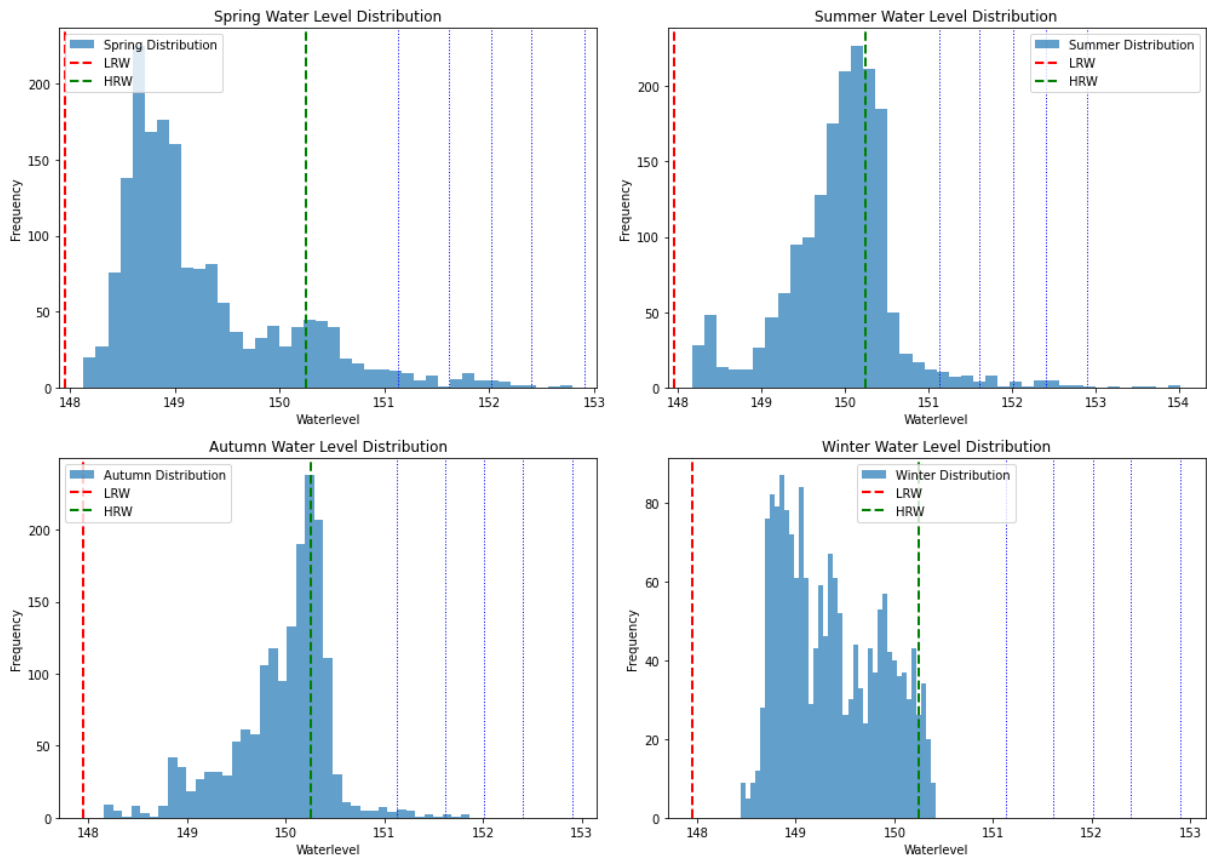 Spring Water Level Distribution
Frequency
200
150
100
50
0
Spring Distribution
LRW
HRW
148 149 150 151 152 153
Waterlevel
Summer Water Level Distribution
Frequency
200
150
100
50
0
Summer Distribution
LRW
HRW
148 149 150 151 152 153 154
Waterlevel
Autumn Water Level Distribution
Frequency
200
150
100
50
0
Autumn Distribution
LRW
HRW
148 149 150 151 152 153
Waterlevel
Winter Water Level Distribution
Frequency
80
60
40
20
0
Winter Distribution
LRW
HRW
148 149 150 151 152 153
Waterlevel